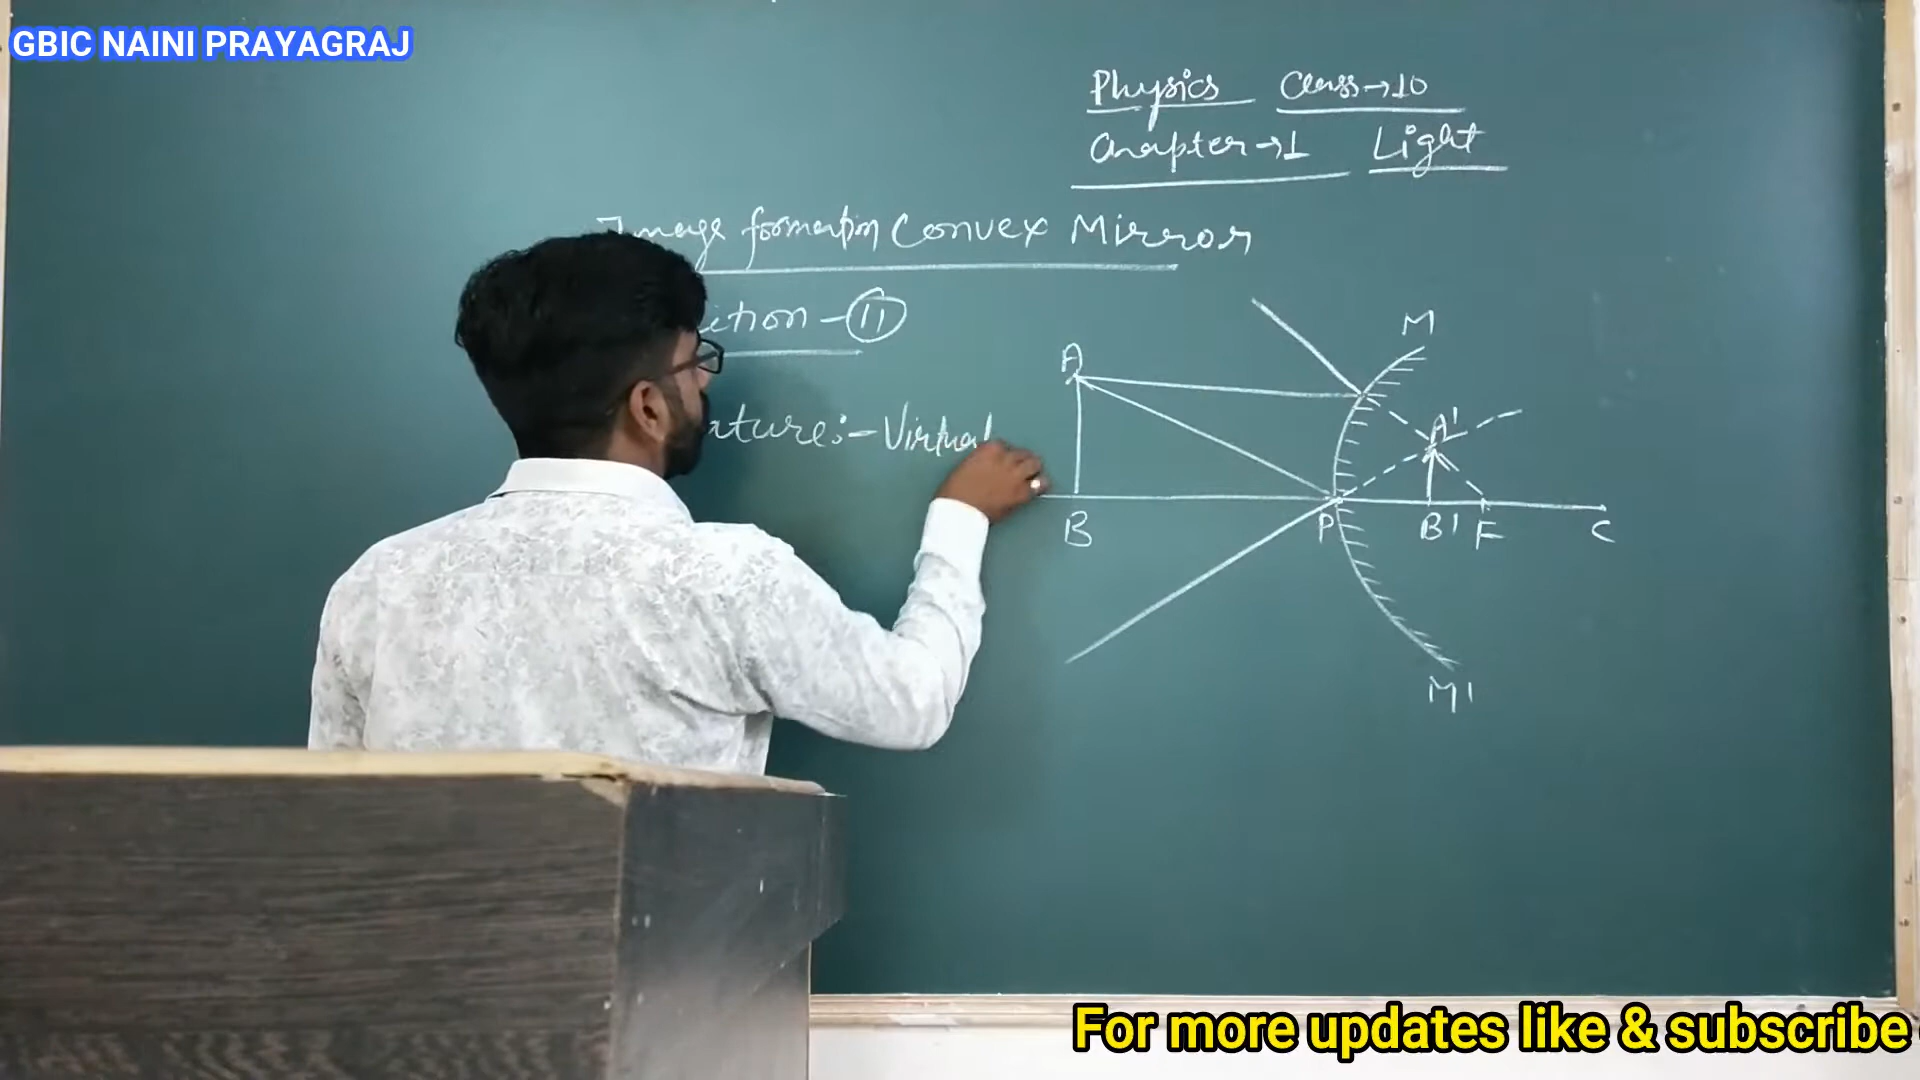 GBIC NAINI PRAYAGRAJ
Physics Class→10
Chapter→1 Light
Image formation Convex Mirror
ition - 11
ature:- Virtual
M
A
A'
B
P
B' F
C
M'
For more updates like & subscribe